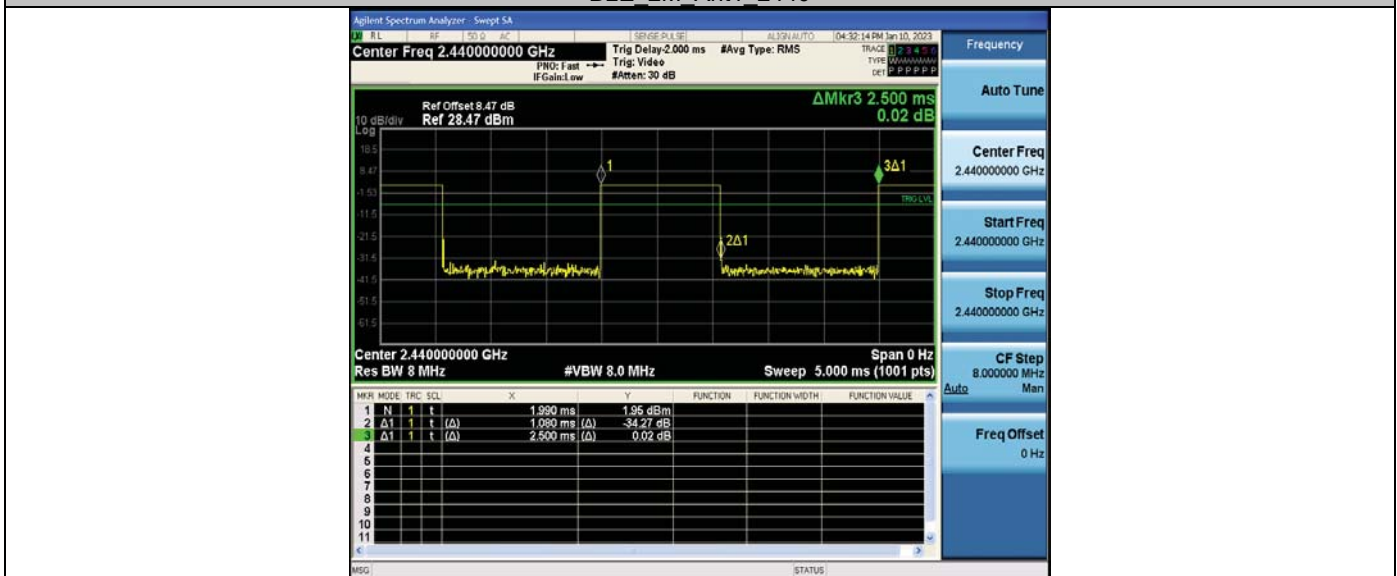 Agilent Spectrum Analyzer - Swept SA
RL RF 50 Ω AC SENSE:PULSE ALIGNAUTO 04:32:14 PM Jan 10, 2023
Center Freq 2.440000000 GHz
PNO: Fast
IFGain:Low
Trig Delay-2.000 ms
Trig: Video
#Atten: 30 dB
#Avg Type: RMS
TRACE 1 2 3 4 5 6
TYPE
DET P P P P P P
ΔMkr3 2.500 ms
0.02 dB
Ref Offset 8.47 dB
Ref 28.47 dBm
10 dB/div
Log
18.5
8.47
-1.53
-11.5
-21.5
-31.5
-41.5
-51.5
-61.5
1
3Δ1
TRIG LVL
2Δ1
Center 2.440000000 GHz
Span 0 Hz
Res BW 8 MHz
#VBW 8.0 MHz
Sweep 5.000 ms (1001 pts)
MKR MODE TRC SCL X Y FUNCTION FUNCTION WIDTH FUNCTION VALUE
1 N 1 t 1.990 ms 1.95 dBm
2 Δ1 1 t (Δ) 1.080 ms (Δ) -34.27 dB
3 Δ1 1 t (Δ) 2.500 ms (Δ) 0.02 dB
4
5
6
7
8
9
10
11
MSG
STATUS
Frequency
Auto Tune
Center Freq
2.440000000 GHz
Start Freq
2.440000000 GHz
Stop Freq
2.440000000 GHz
CF Step
8.000000 MHz
Auto Man
Freq Offset
0 Hz